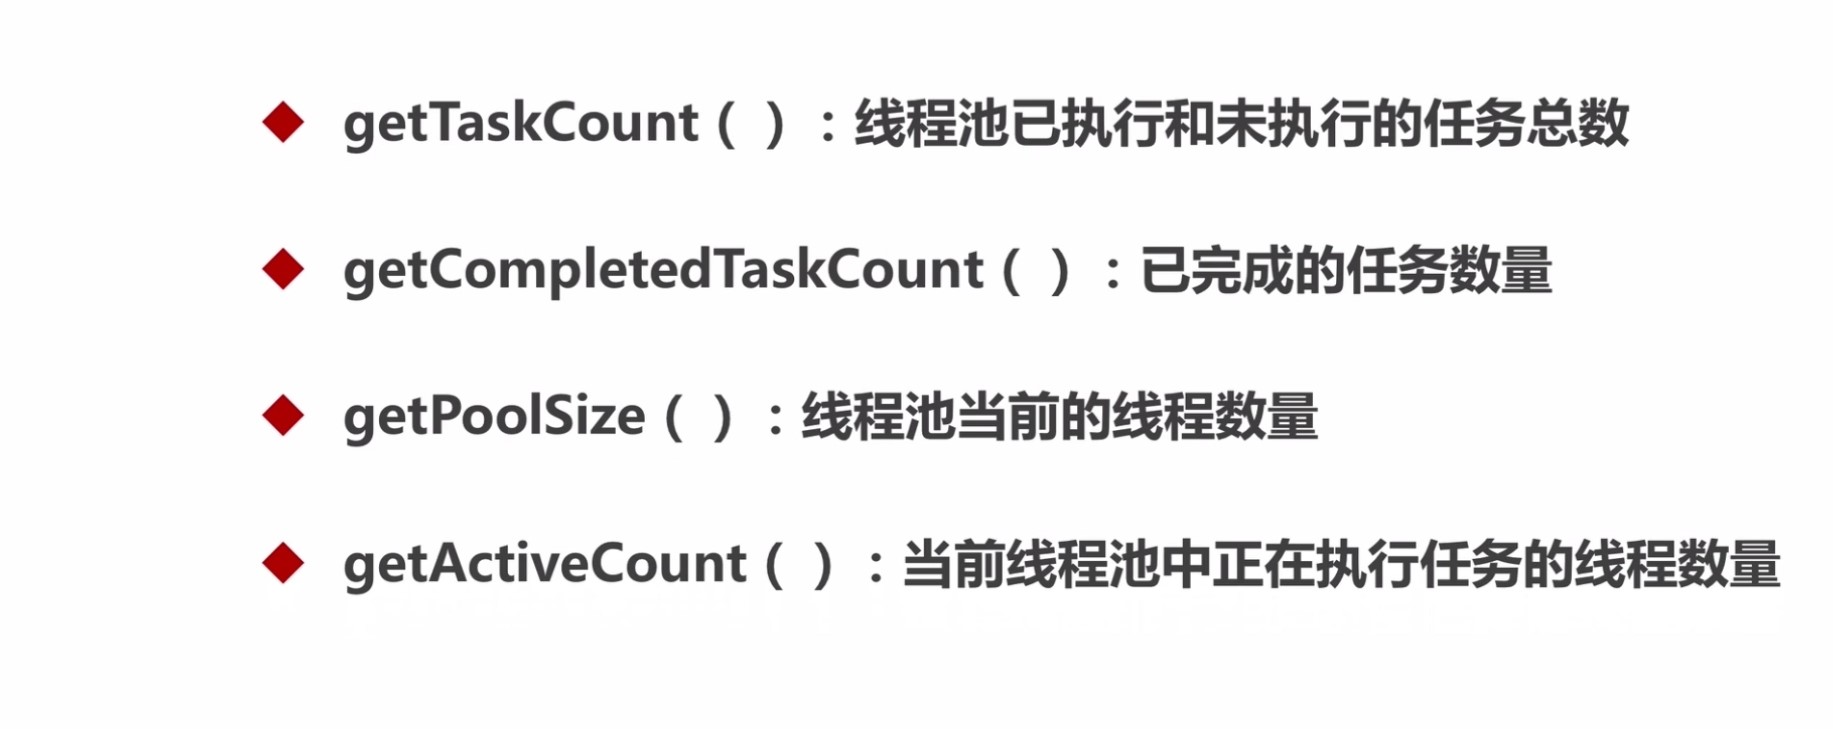 getTaskCount（ ）：线程池已执行和未执行的任务总数
getCompletedTaskCount（ ）：已完成的任务数量
getPoolSize（ ）：线程池当前的线程数量
getActiveCount（ ）：当前线程池中正在执行任务的线程数量